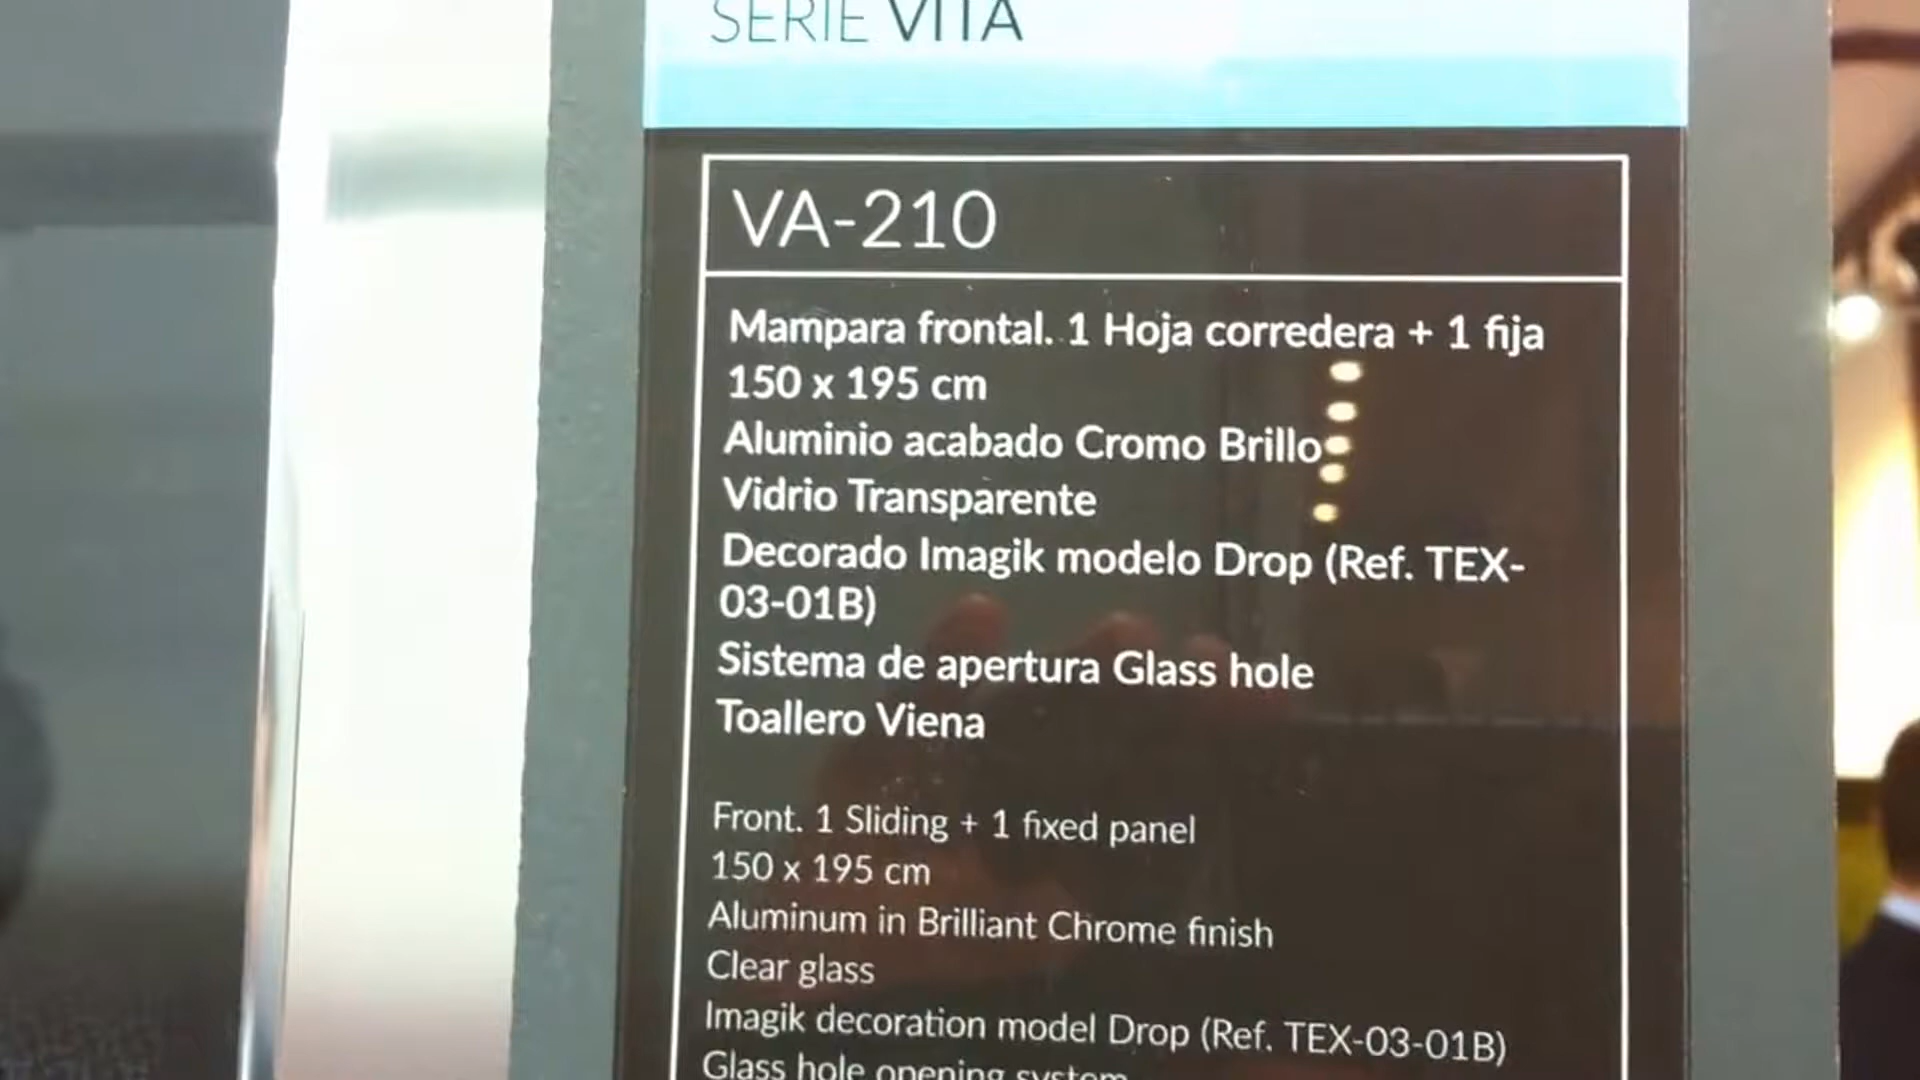 SERIE VITA
VA-210
Mampara frontal. 1 Hoja corredera + 1 fija
150 x 195 cm
Aluminio acabado Cromo Brillo
Vidrio Transparente
Decorado Imagik modelo Drop (Ref. TEX-
03-01B)
Sistema de apertura Glass hole
Toallero Viena
Front. 1 Sliding + 1 fixed panel
150 x 195 cm
Aluminum in Brilliant Chrome finish
Clear glass
Imagik decoration model Drop (Ref. TEX-03-01B)
Glass hole opening system